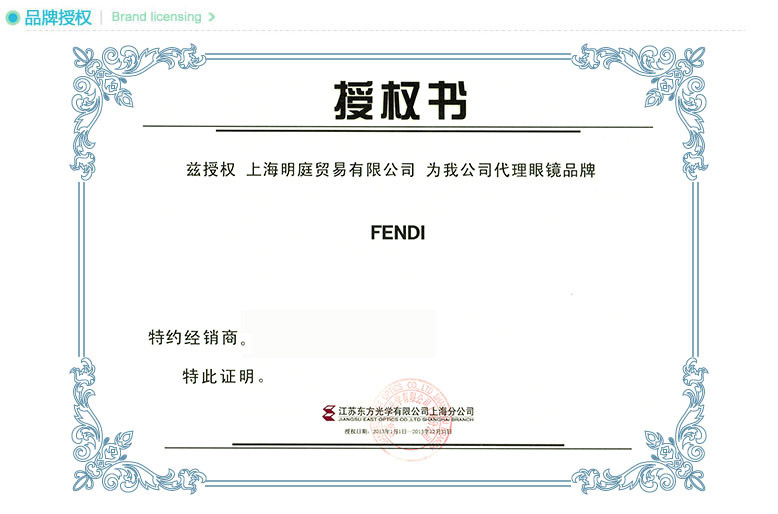 品牌授权 | Brand licensing >
授权书
兹授权 上海明庭贸易有限公司 为我公司代理眼镜品牌
FENDI
特约经销商。
特此证明。
江苏东方光学有限公司上海分公司
JIANGSU EAST OPTICS CO.,LTD SHANGHAI BRANCH
授权日期：2013年1月1日—2013年12月31日